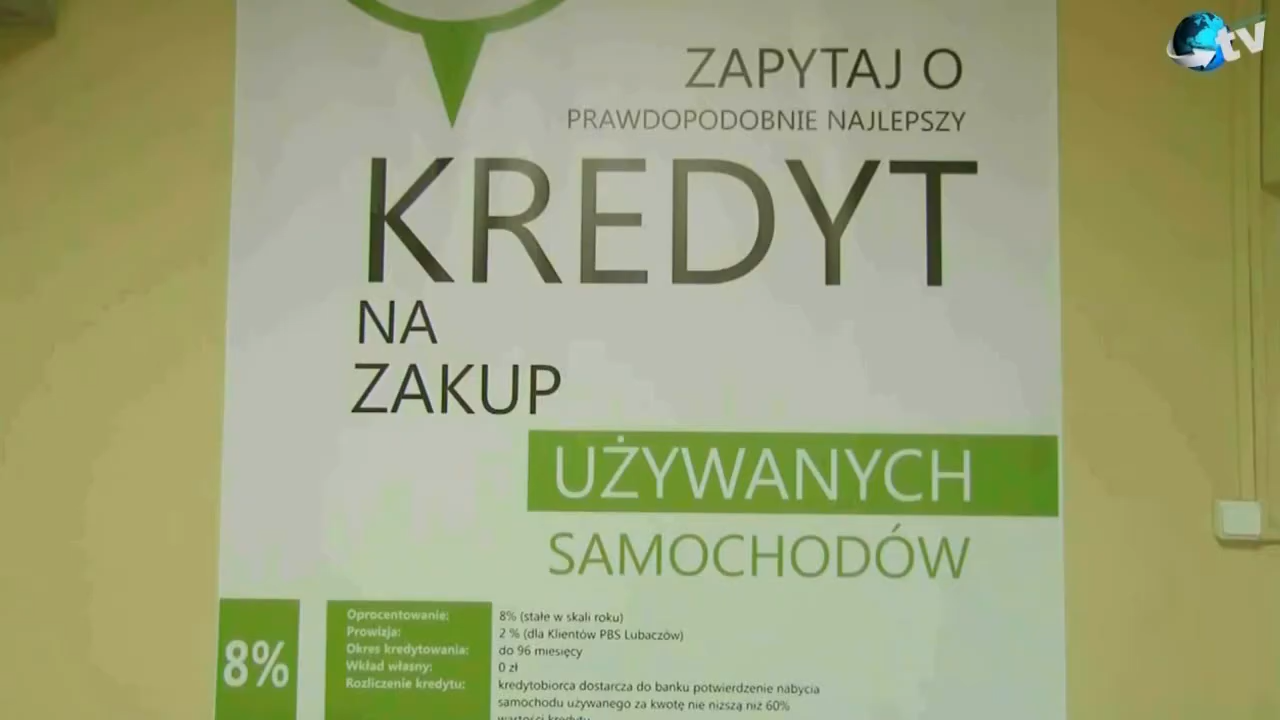 tv
ZAPYTAJ O
PRAWDOPODOBNIE NAJLEPSZY
KREDYT
NA
ZAKUP
UŻYWANYCH
SAMOCHODÓW
8%
Oprocentowanie: 8% (stałe w skali roku)
Prowizja: 2 % (dla Klientów PBS Lubaczów)
Okres kredytowania: do 96 miesięcy
Wkład własny: 0 zł
Rozliczenie kredytu: kredytobiorca dostarcza do banku potwierdzenie nabycia
samochodu używanego za kwotę nie niższą niż 60%
wartości kredytu